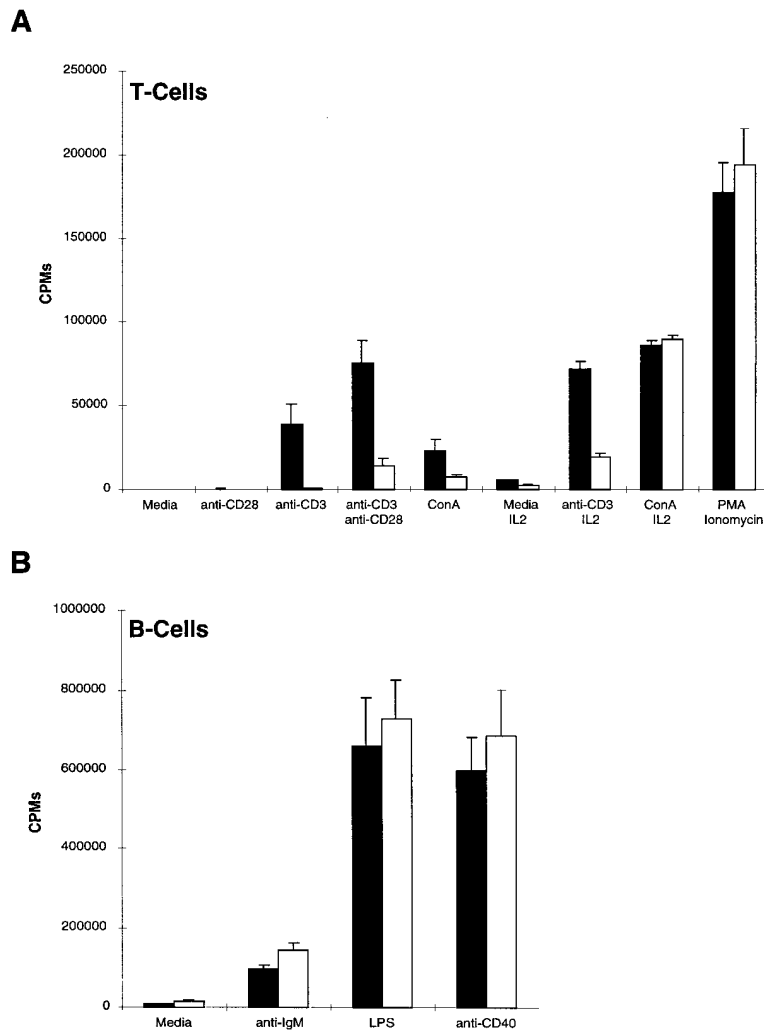 A
T-Cells
250000
200000
150000
100000
50000
0
CPMs
Media anti-CD28 anti-CD3 anti-CD3 ConA Media anti-CD3 ConA PMA
anti-CD28 IL2 IL2 IL2 Ionomycin
B
B-Cells
1000000
800000
600000
400000
200000
0
CPMs
Media anti-IgM LPS anti-CD40